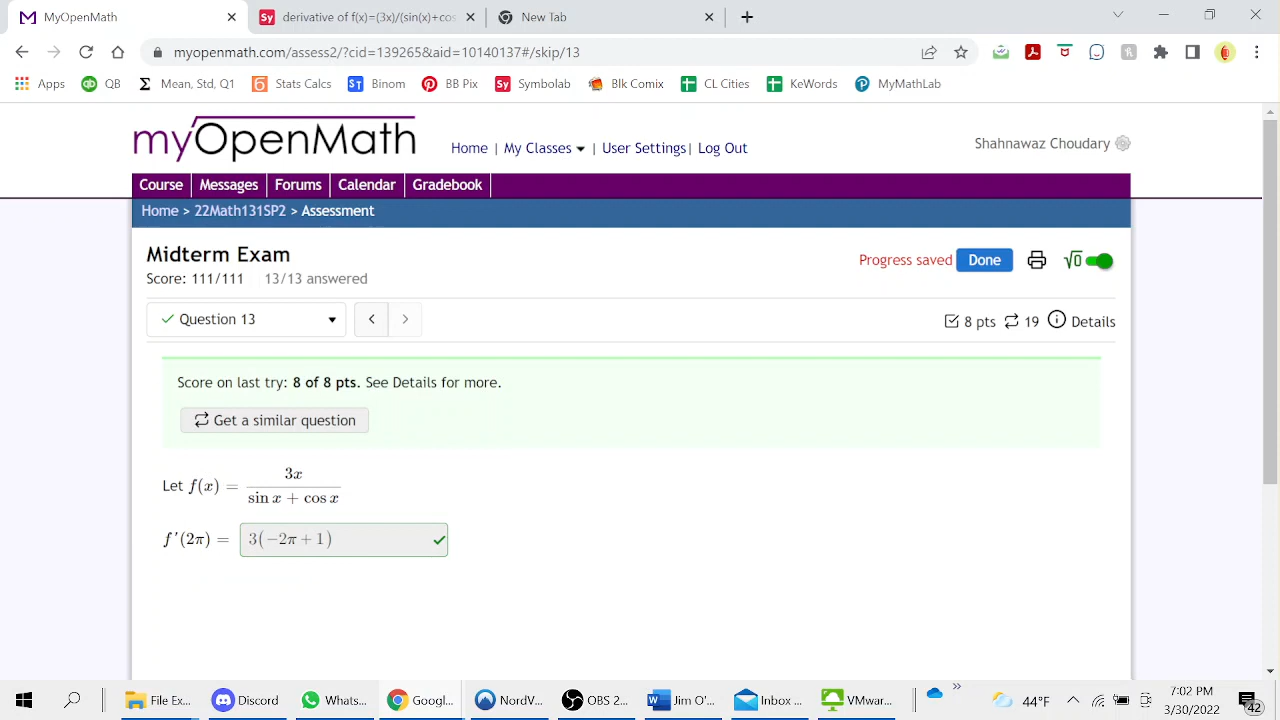 MyOpenMath
derivative of f(x)=(3x)/(sin(x)+cos
New Tab
myopenmath.com/assess2/?cid=139265&aid=10140137#/skip/13
Apps QB Mean, Std, Q1 Stats Calcs Binom BB Pix Symbolab Blk Comix CL Cities KeWords MyMathLab
myOpenMath
Home | My Classes | User Settings | Log Out
Shahnawaz Choudary
Course Messages Forums Calendar Gradebook
Home > 22Math131SP2 > Assessment
Midterm Exam
Progress saved Done √0
Score: 111/111 13/13 answered
Question 13 < >
8 pts 19 Details
Score on last try: 8 of 8 pts. See Details for more.
Get a similar question
Let f(x) = 3x / (sin x + cos x)
f′(2π) = 3(−2π + 1)
File Ex... Discord Whats... Googl... NordV... OBS 2... Jim O'... Inbox ... VMwar... » 44°F 7:02 PM
3/30/2022 42